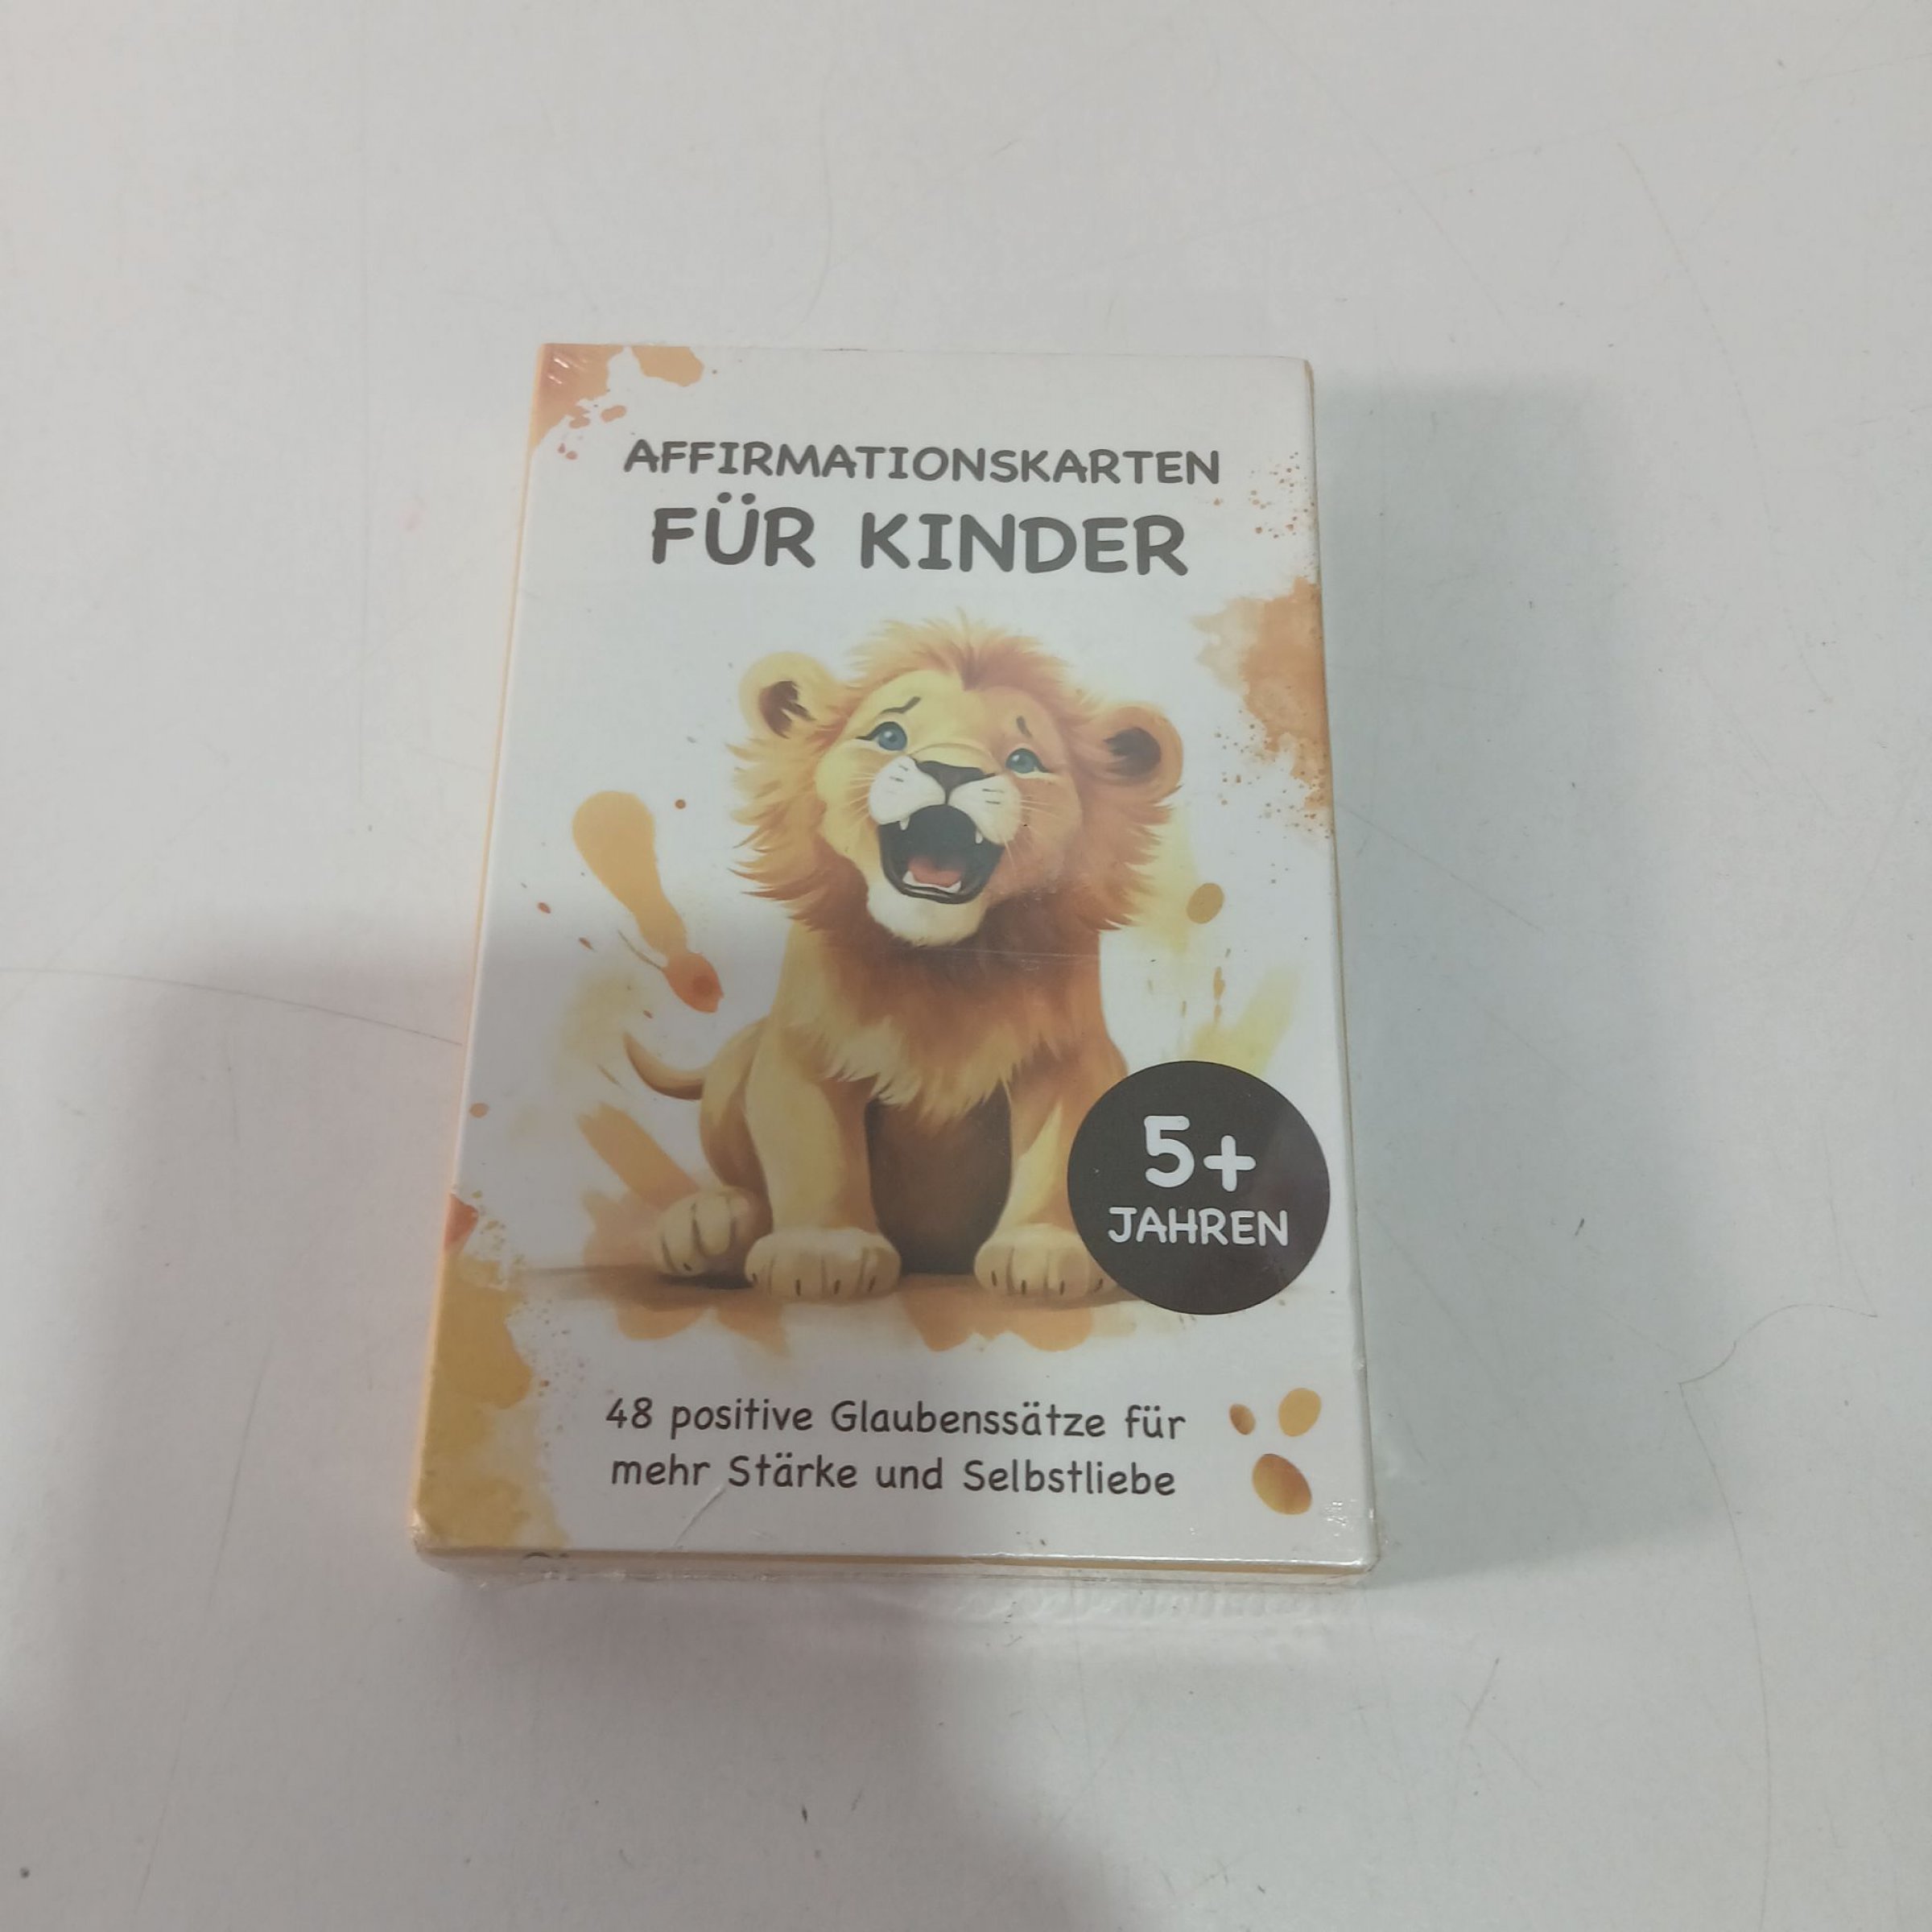 AFFIRMATIONSKARTEN
FÜR KINDER
5+
JAHREN
48 positive Glaubenssätze für
mehr Stärke und Selbstliebe